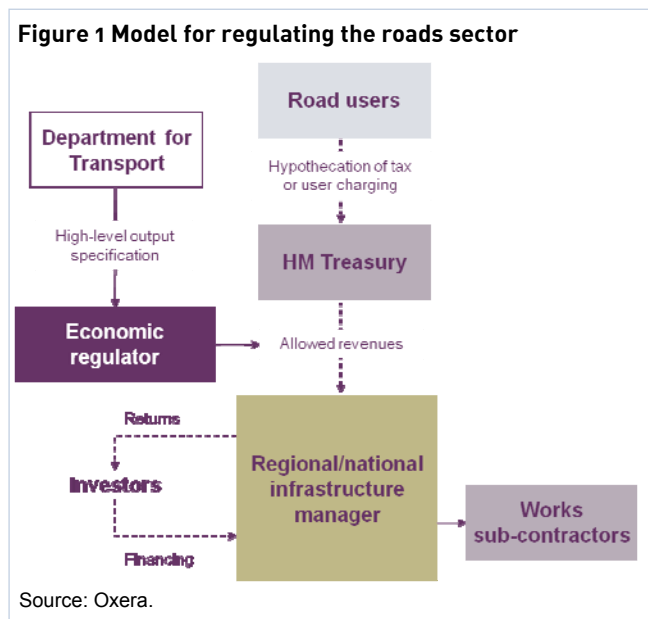 Figure 1 Model for regulating the roads sector
Road users
Department for
Transport
Hypothecation of tax
or user charging
High-level output
specification
HM Treasury
Economic
regulator
Allowed revenues
Returns
Investors
Regional/national
infrastructure
manager
Works
sub-contractors
Financing
Source: Oxera.